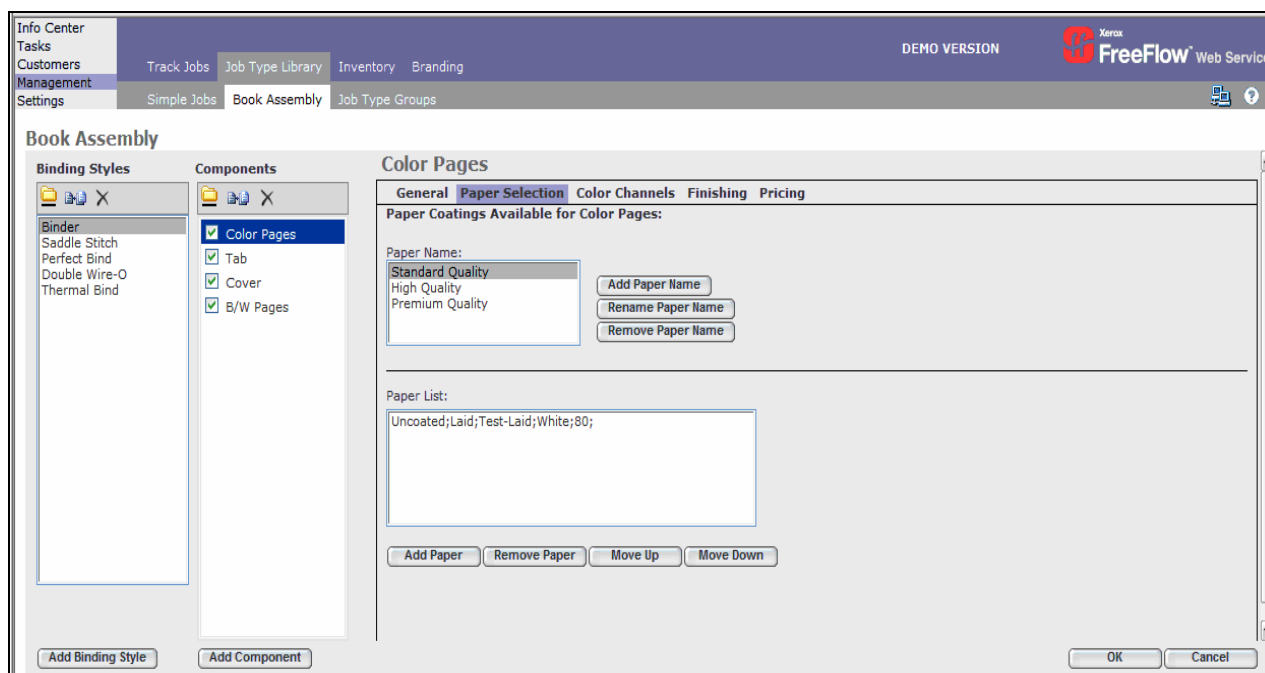 Info Center
Tasks
Customers
Management
Settings
Track Jobs Job Type Library Inventory Branding
Simple Jobs Book Assembly Job Type Groups
DEMO VERSION
Xerox
FreeFlow Web Service
Book Assembly
Binding Styles
Binder
Saddle Stitch
Perfect Bind
Double Wire-O
Thermal Bind
Add Binding Style
Components
Color Pages
Tab
Cover
B/W Pages
Add Component
Color Pages
General Paper Selection Color Channels Finishing Pricing
Paper Coatings Available for Color Pages:
Paper Name:
Standard Quality
High Quality
Premium Quality
Add Paper Name
Rename Paper Name
Remove Paper Name
Paper List:
Uncoated;Laid;Test-Laid;White;80;
Add Paper Remove Paper Move Up Move Down
OK Cancel